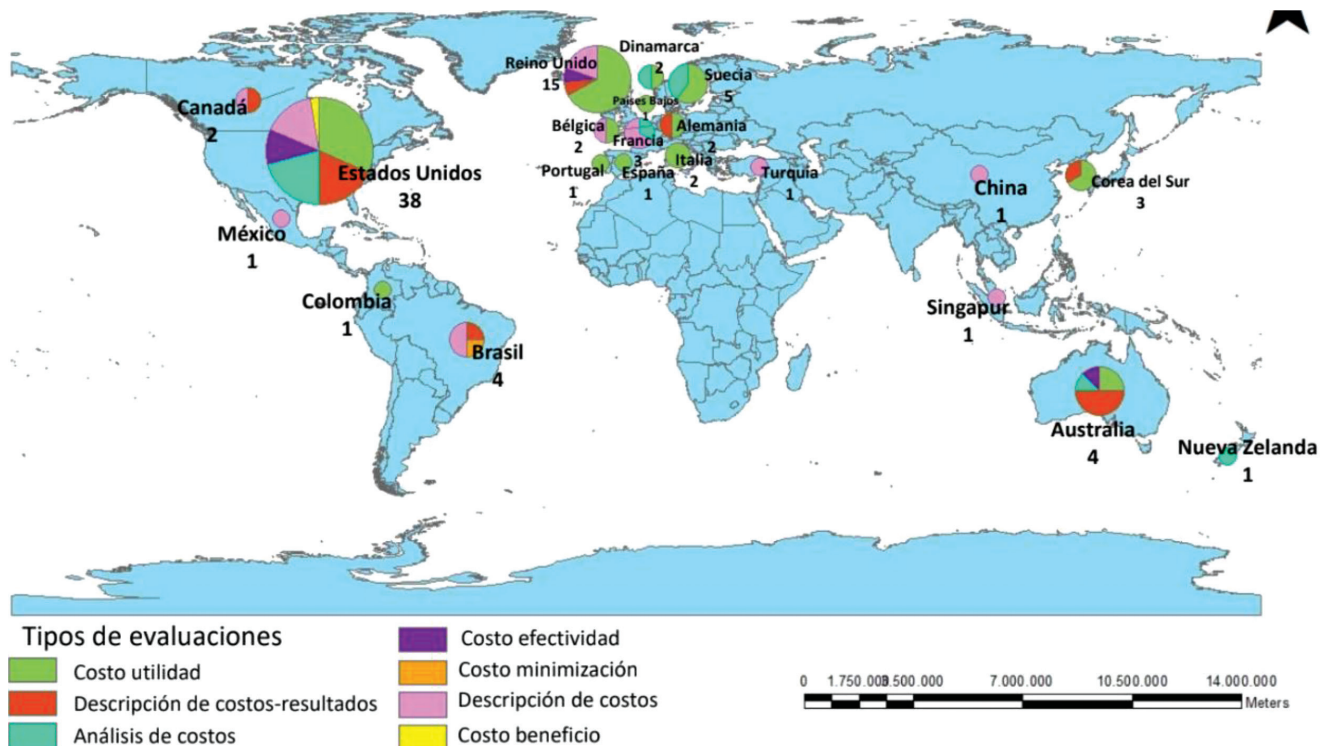 Dinamarca
2
Reino Unido
15
Suecia
5
Países Bajos
1
Canadá
2
Bélgica
2
Francia
3
Alemania
2
Estados Unidos
38
Portugal
1
España
1
Italia
2
Turquía
1
China
1
Corea del Sur
3
México
1
Colombia
1
Singapur
1
Brasil
4
Australia
4
Nueva Zelanda
1
Tipos de evaluaciones
Costo utilidad
Descripción de costos-resultados
Análisis de costos
Costo efectividad
Costo minimización
Descripción de costos
Costo beneficio
0 7.000.000 10.500.000 14.000.000
Meters